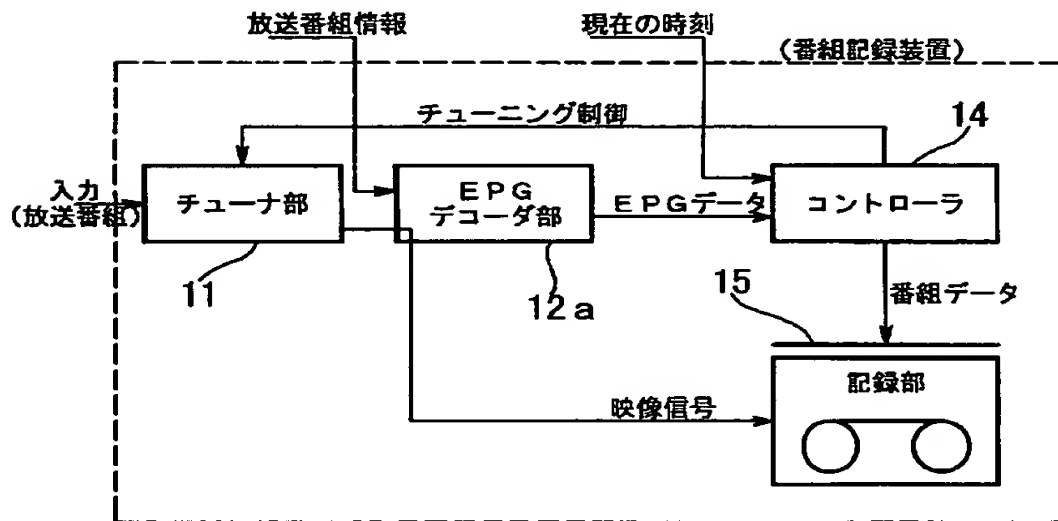 放送番組情報
現在の時刻
(番組記録装置)
チューニング制御
14
入力
(放送番組)
チューナ部
EPG
デコーダ部
EPGデータ
コントローラ
11
12a
15
番組データ
記録部
映像信号